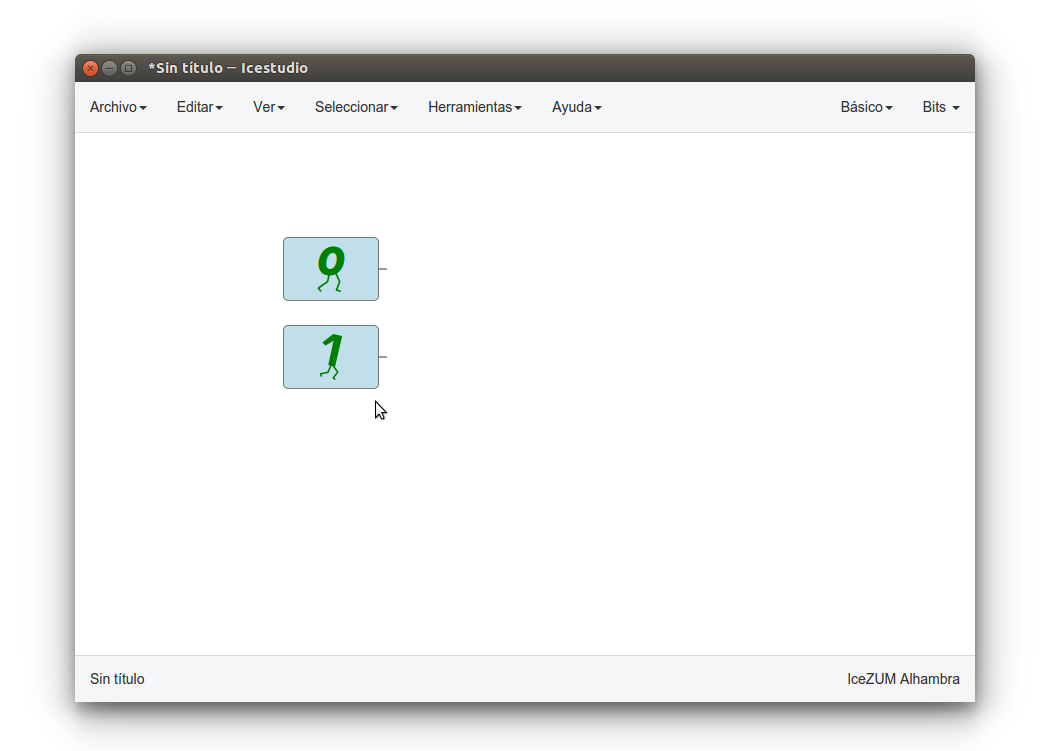 *Sin título — Icestudio
Archivo Editar Ver Seleccionar Herramientas Ayuda Básico Bits
0
1
Sin título IceZUM Alhambra